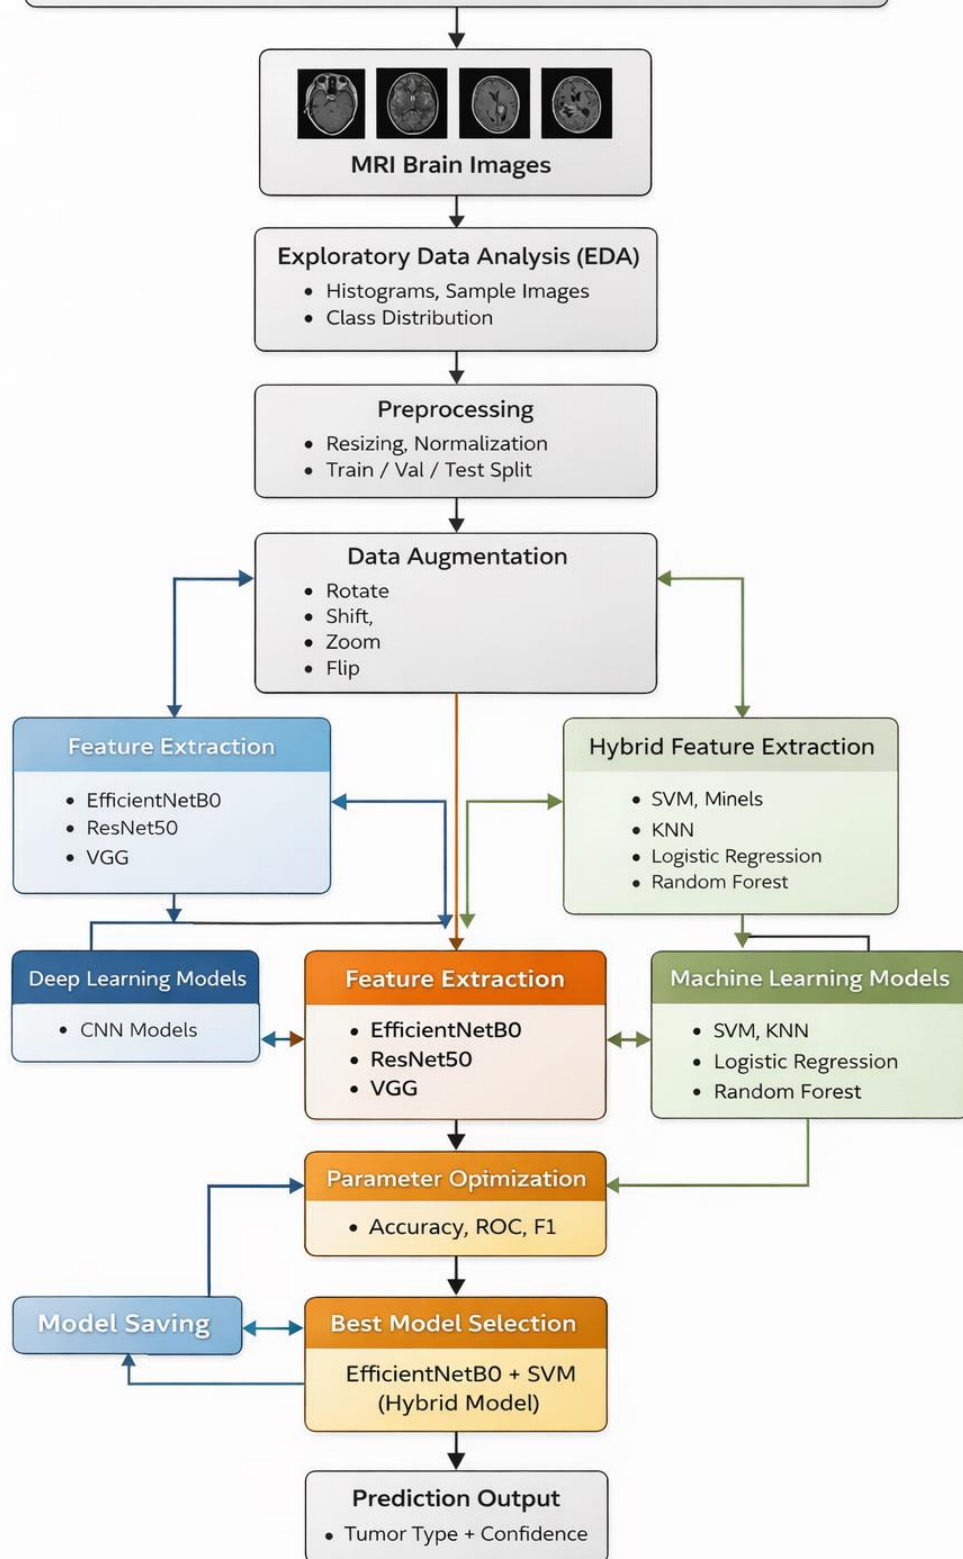 MRI Brain Images
Exploratory Data Analysis (EDA)
• Histograms, Sample Images
• Class Distribution
Preprocessing
• Resizing, Normalization
• Train / Val / Test Split
Data Augmentation
• Rotate
• Shift,
• Zoom
• Flip
Feature Extraction
• EfficientNetB0
• ResNet50
• VGG
Hybrid Feature Extraction
• SVM, Minels
• KNN
• Logistic Regression
• Random Forest
Deep Learning Models
• CNN Models
Feature Extraction
• EfficientNetB0
• ResNet50
• VGG
Machine Learning Models
• SVM, KNN
• Logistic Regression
• Random Forest
Parameter Optimization
• Accuracy, ROC, F1
Model Saving
Best Model Selection
EfficientNetB0 + SVM
(Hybrid Model)
Prediction Output
• Tumor Type + Confidence